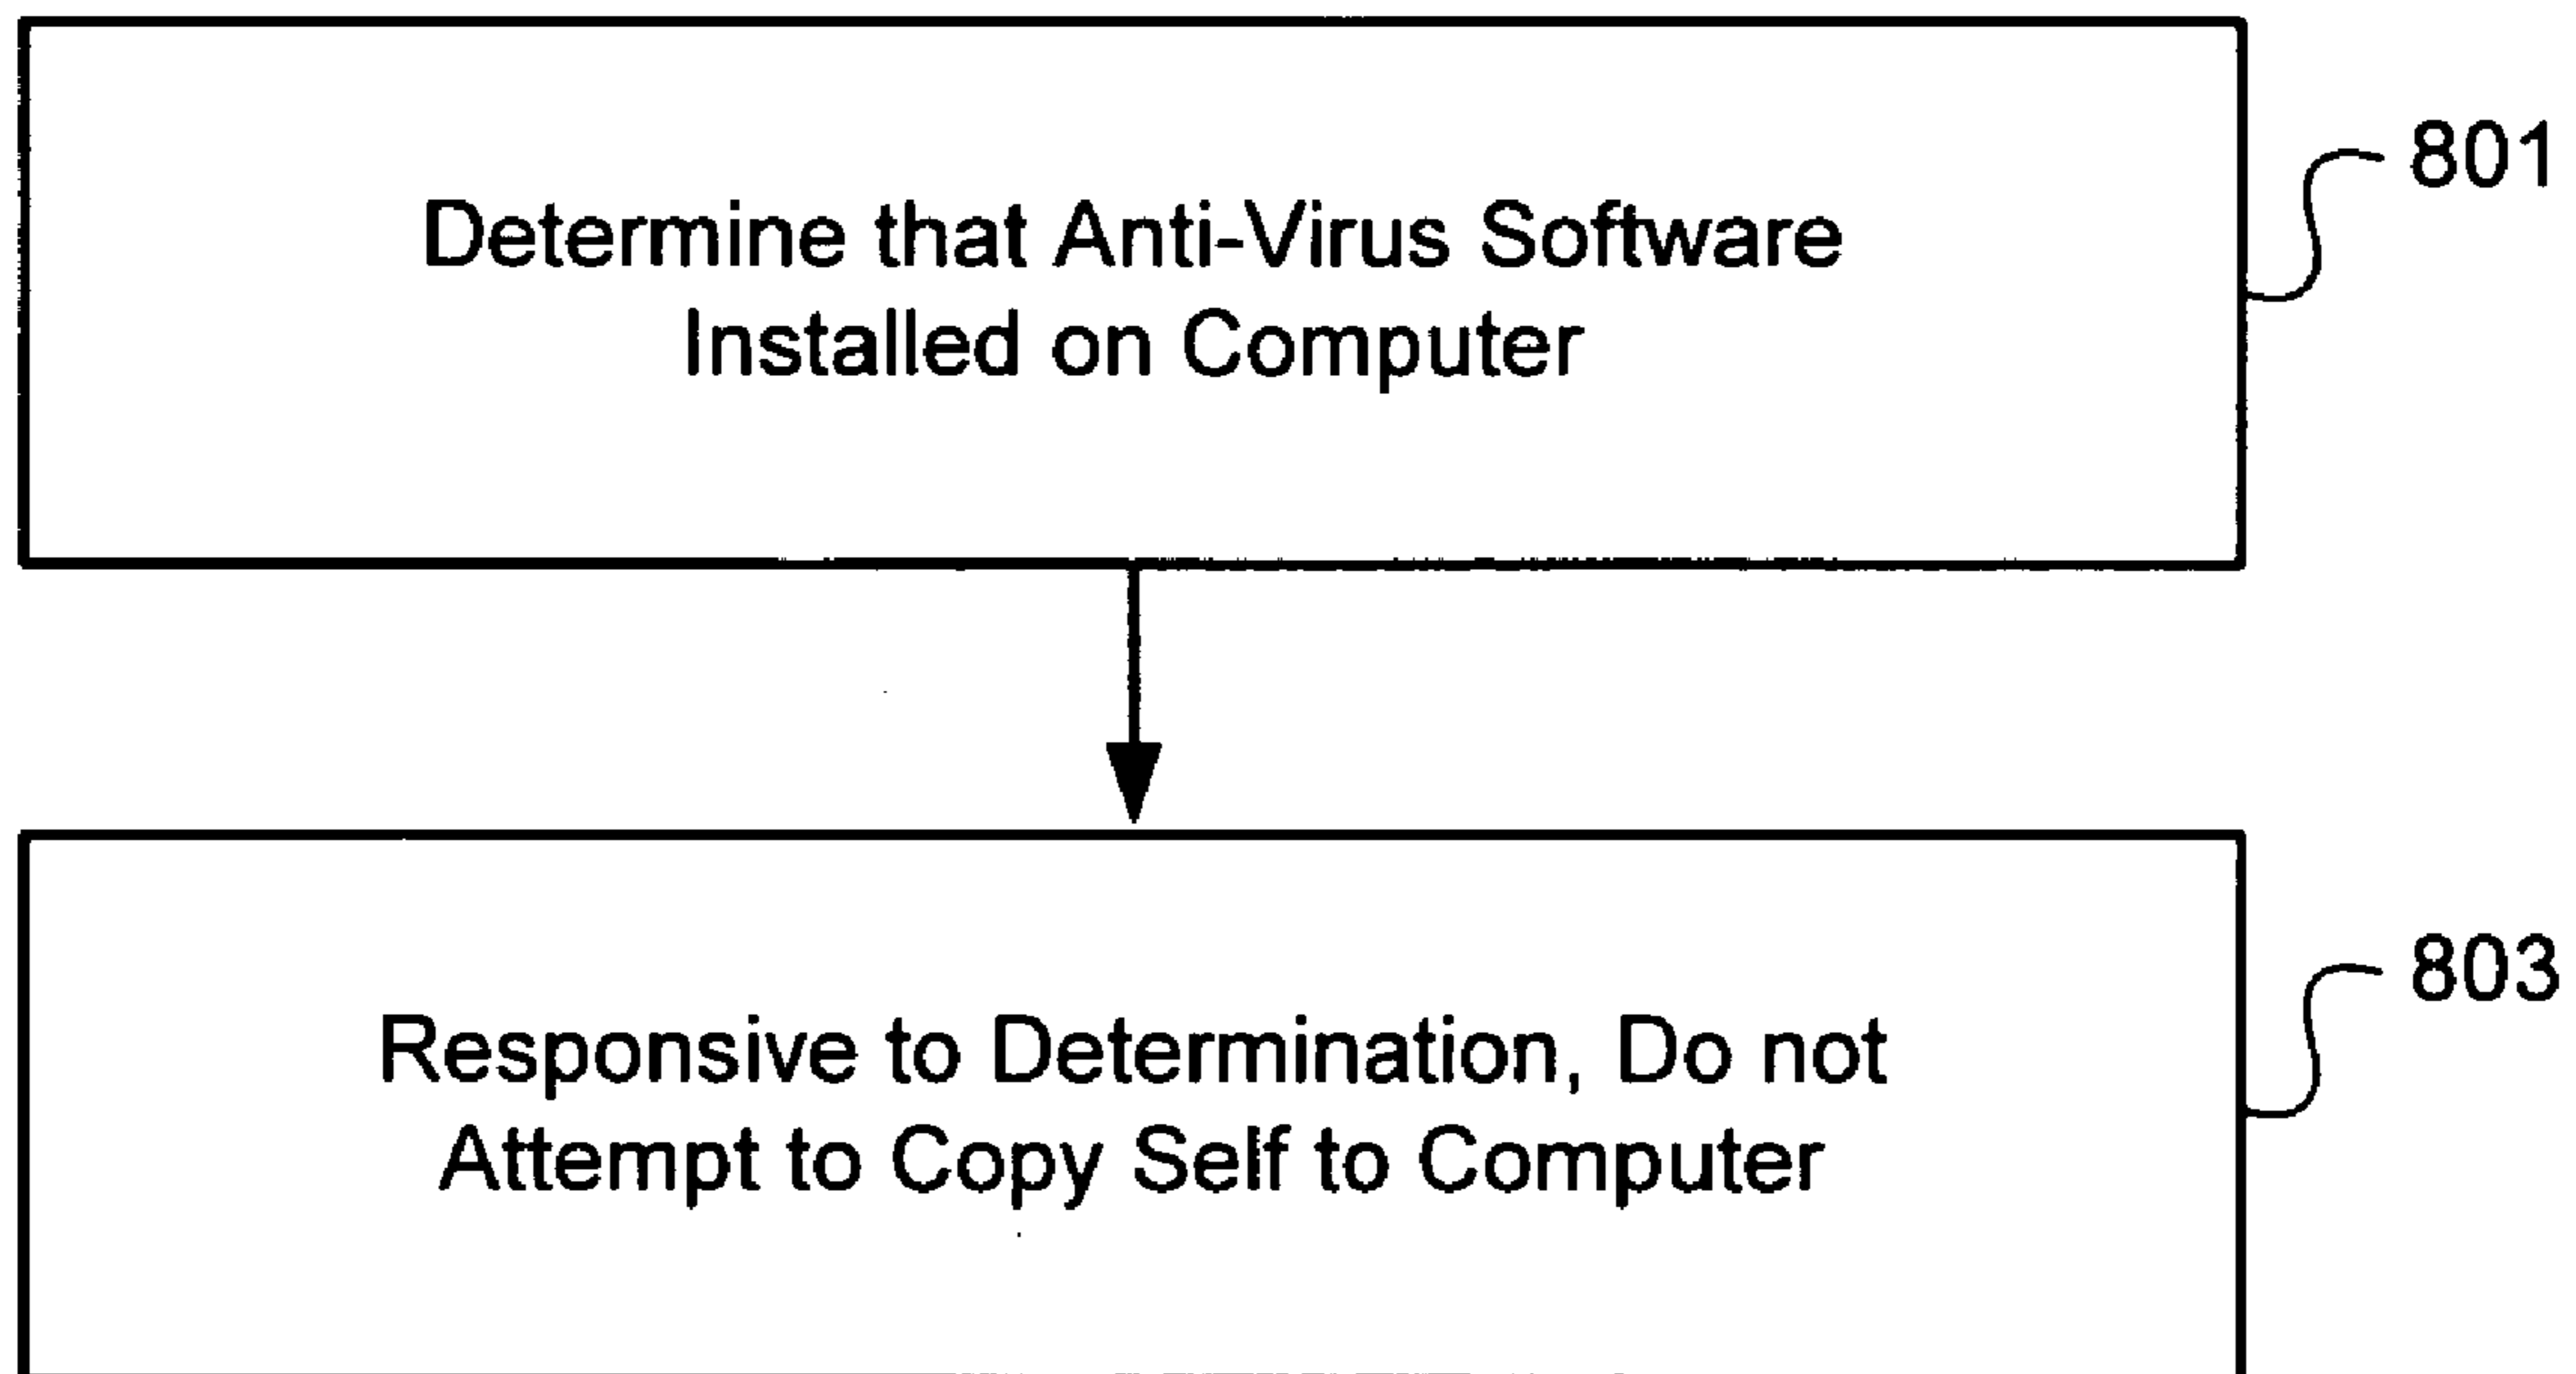 Determine that Anti-Virus Software
Installed on Computer
801
Responsive to Determination, Do not
Attempt to Copy Self to Computer
803